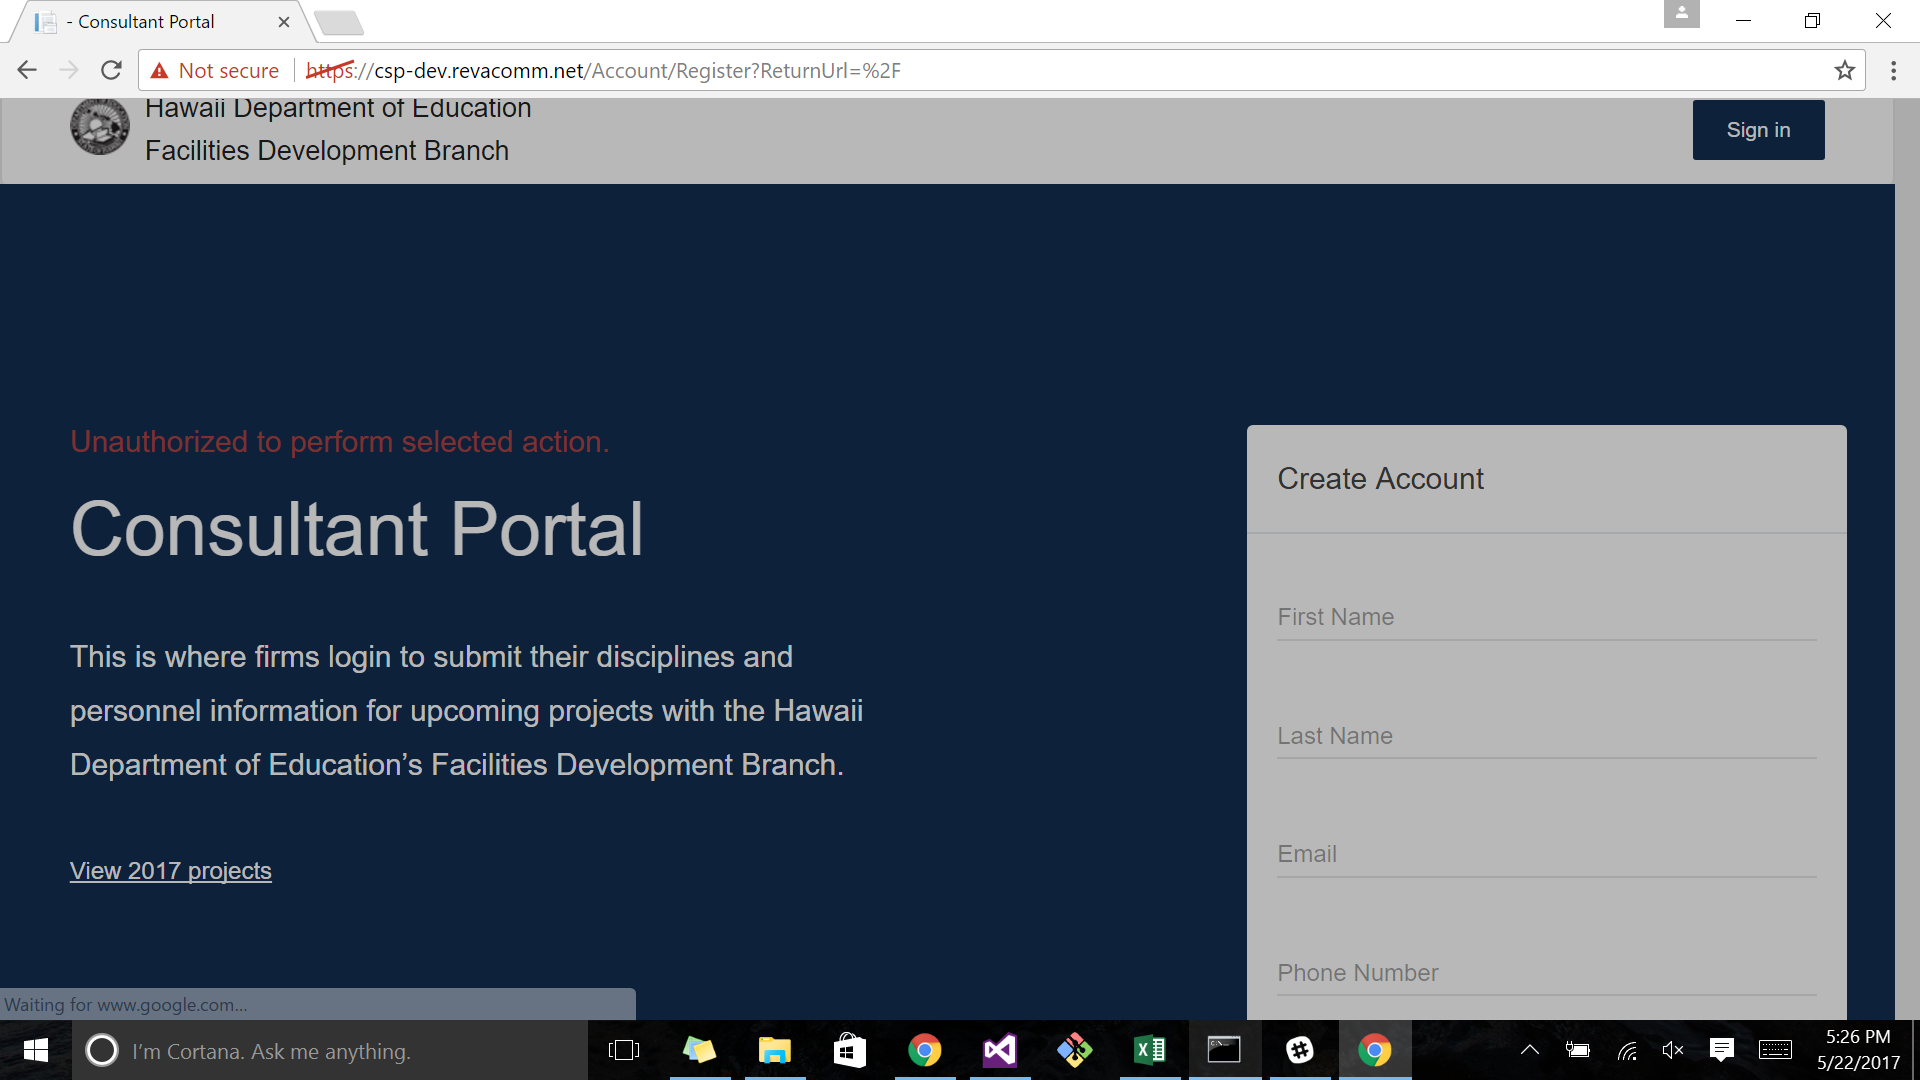 - Consultant Portal
Not secure
https://csp-dev.revacomm.net/Account/Register?ReturnUrl=%2F
Hawaii Department of Education
Facilities Development Branch
Sign in
Unauthorized to perform selected action.
Consultant Portal
This is where firms login to submit their disciplines and
personnel information for upcoming projects with the Hawaii
Department of Education’s Facilities Development Branch.
View 2017 projects
Create Account
First Name
Last Name
Email
Phone Number
Waiting for www.google.com...
I’m Cortana. Ask me anything.
5:26 PM
5/22/2017